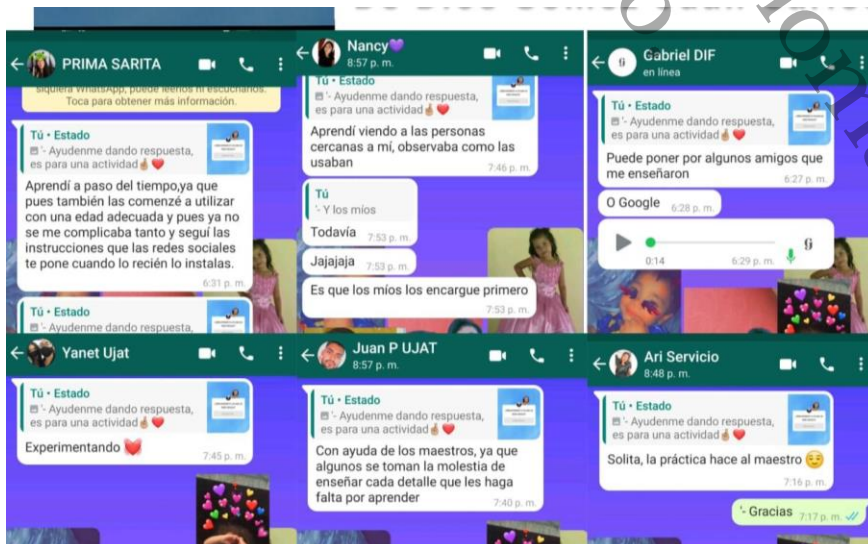 PRIMA SARITA
siquiera WhatsApp, puede leerlos ni escucharlos.
Toca para obtener más información.
Tú • Estado
'- Ayudenme dando respuesta,
es para una actividad☝🏼❤️
Aprendí a paso del tiempo,ya que
pues también las comenzé a utilizar
con una edad adecuada y pues ya no
se me complicaba tanto y seguí las
instrucciones que las redes sociales
te pone cuando lo recién lo instalas.
6:31 p. m.
Tú • Estado
'- Ayudenme dando respuesta,
Nancy💜
8:57 p. m.
Tú • Estado
'- Ayudenme dando respuesta,
es para una actividad☝🏼❤️
Aprendí viendo a las personas
cercanas a mí, observaba como las
usaban
7:46 p. m.
Tú
'- Y los míos
Todavía 7:53 p. m.
Jajajaja 7:53 p. m.
Es que los míos los encargue primero
7:53 p. m.
Gabriel DIF
en línea
Tú • Estado
'- Ayudenme dando respuesta,
es para una actividad☝🏼❤️
Puede poner por algunos amigos que
me enseñaron
6:27 p. m.
O Google 6:28 p. m.
0:14 6:29 p. m.
Yanet Ujat
Tú • Estado
'- Ayudenme dando respuesta,
es para una actividad☝🏼❤️
Experimentando 💓
7:45 p. m.
Juan P UJAT
8:57 p. m.
Tú • Estado
'- Ayudenme dando respuesta,
es para una actividad☝🏼❤️
Con ayuda de los maestros, ya que
algunos se toman la molestia de
enseñar cada detalle que les haga
falta por aprender
7:40 p. m.
Ari Servicio
8:48 p. m.
Tú • Estado
'- Ayudenme dando respuesta,
es para una actividad☝🏼❤️
Solita, la práctica hace al maestro 😏
7:16 p. m.
'- Gracias 7:17 p. m.